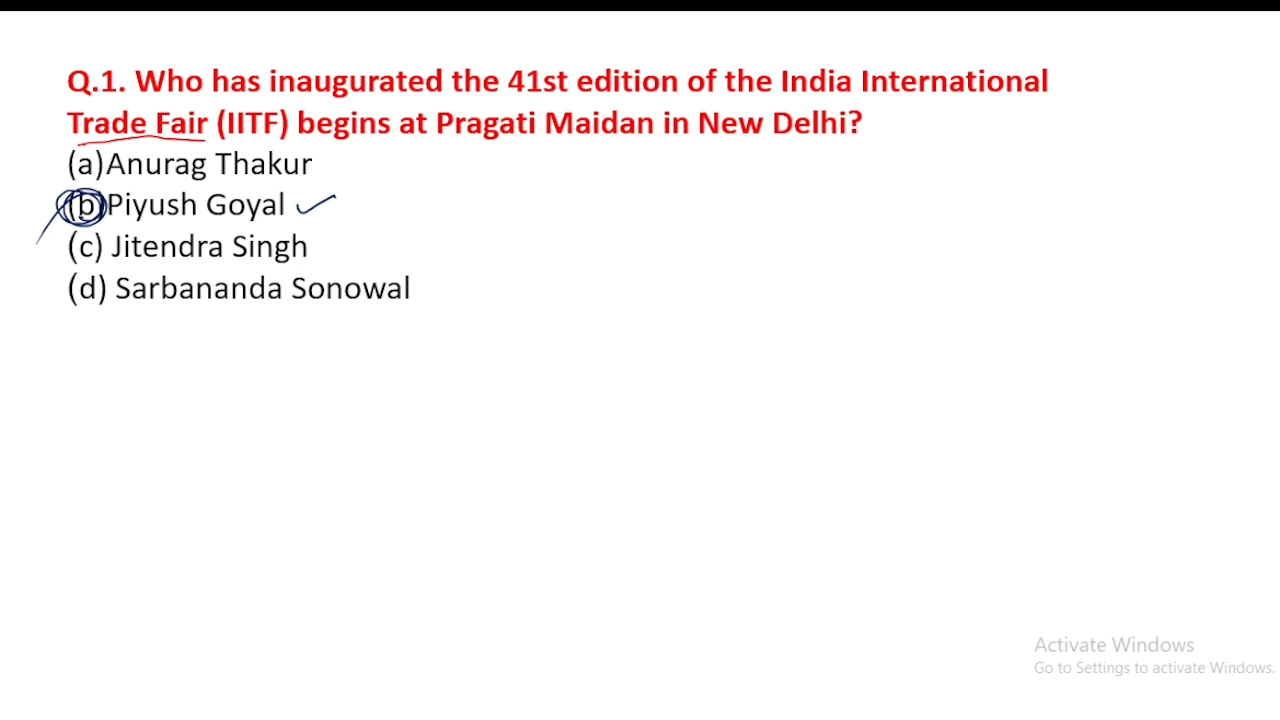 Q.1. Who has inaugurated the 41st edition of the India International
Trade Fair (IITF) begins at Pragati Maidan in New Delhi?
(a)Anurag Thakur
(b)Piyush Goyal
(c) Jitendra Singh
(d) Sarbananda Sonowal
Activate Windows
Go to Settings to activate Windows.